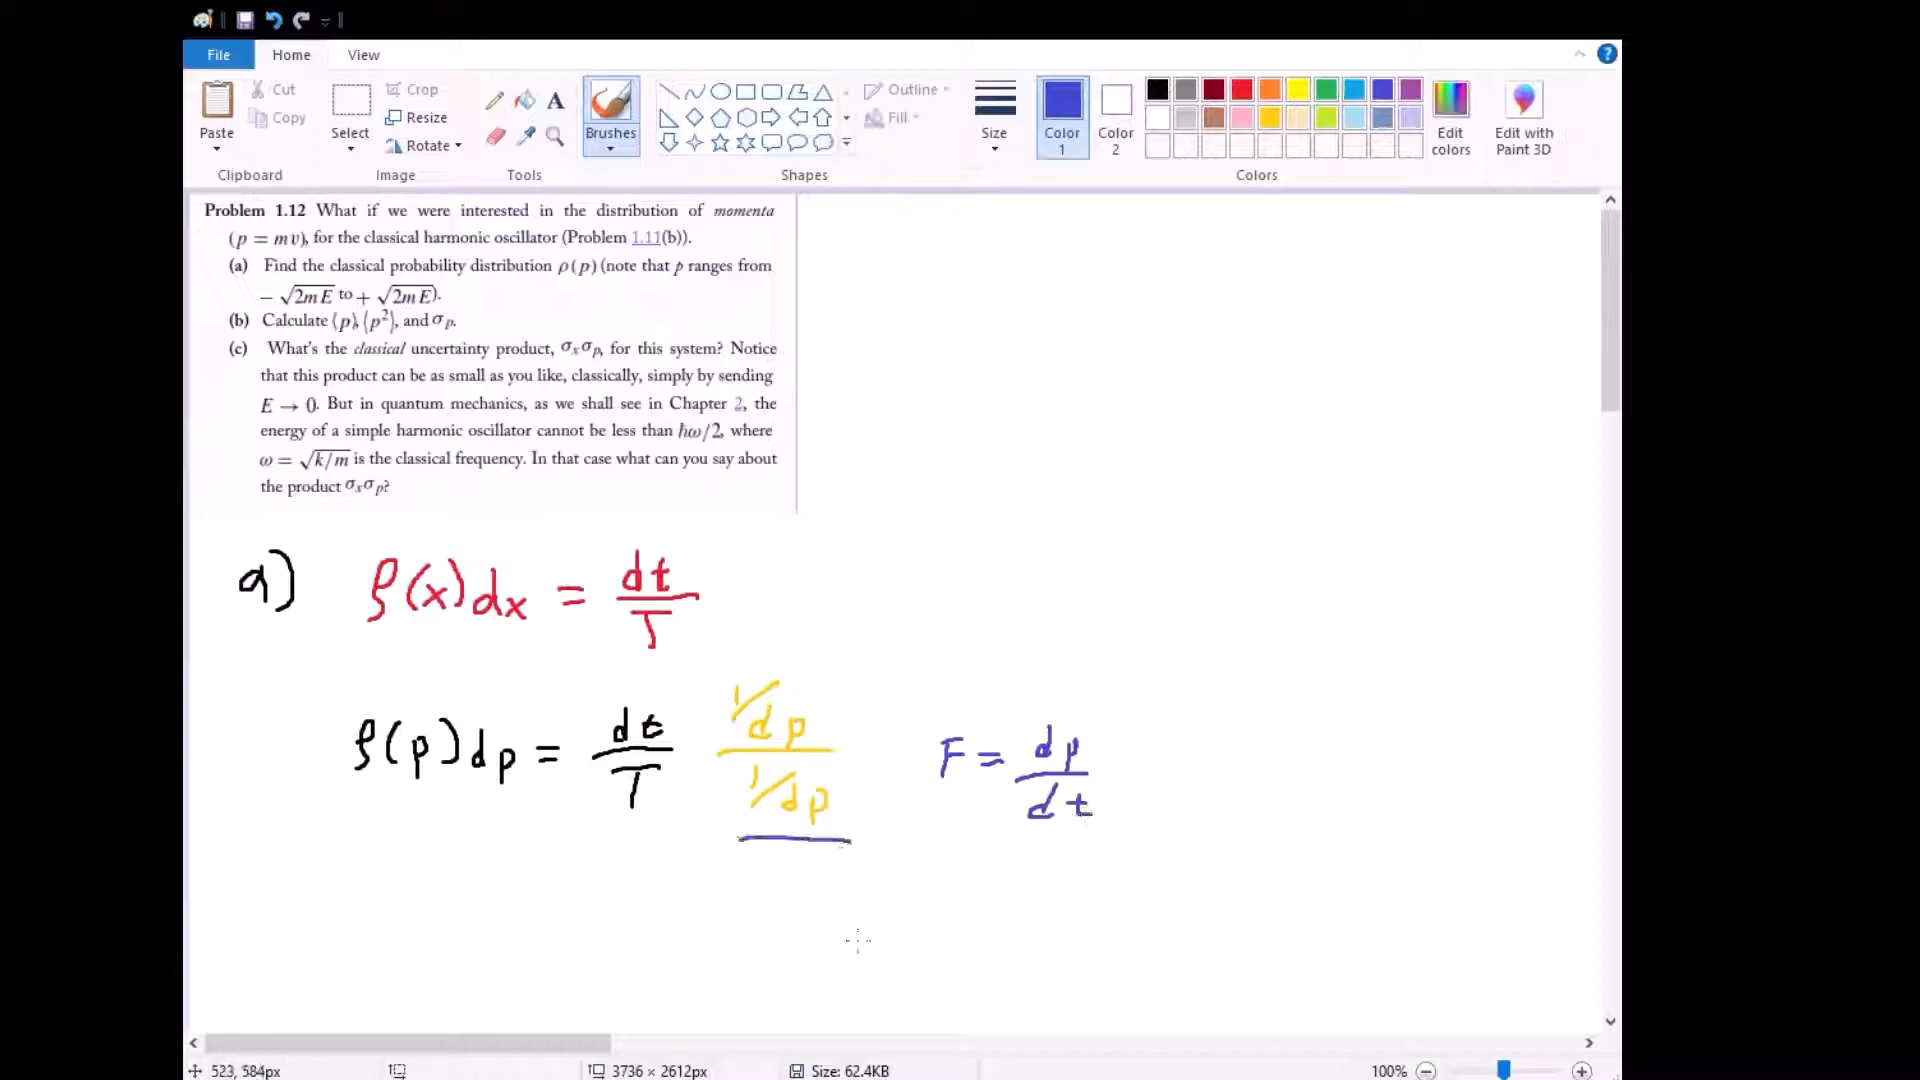 File Home View
Cut
Copy
Paste
Clipboard
Select
Crop
Resize
Rotate
Image
A
Tools
Brushes
Outline
Fill
Shapes
Size
Color 1
Color 2
Edit colors
Edit with Paint 3D
Colors
Problem 1.12 What if we were interested in the distribution of momenta
(p = mv), for the classical harmonic oscillator (Problem 1.11(b)).
(a) Find the classical probability distribution ρ(p) (note that p ranges from
− √2mE to + √2mE).
(b) Calculate ⟨p⟩, ⟨p²⟩, and σp.
(c) What's the classical uncertainty product, σxσp, for this system? Notice
that this product can be as small as you like, classically, simply by sending
E → 0. But in quantum mechanics, as we shall see in Chapter 2, the
energy of a simple harmonic oscillator cannot be less than ℏω/2, where
ω = √k/m is the classical frequency. In that case what can you say about
the product σxσp?
a) ρ(x)dx = dt/T
ρ(p)dp = dt/T (1/dp)/(1/dp) F = dp/dt
523, 584px 3736 × 2612px Size: 62.4KB 100%